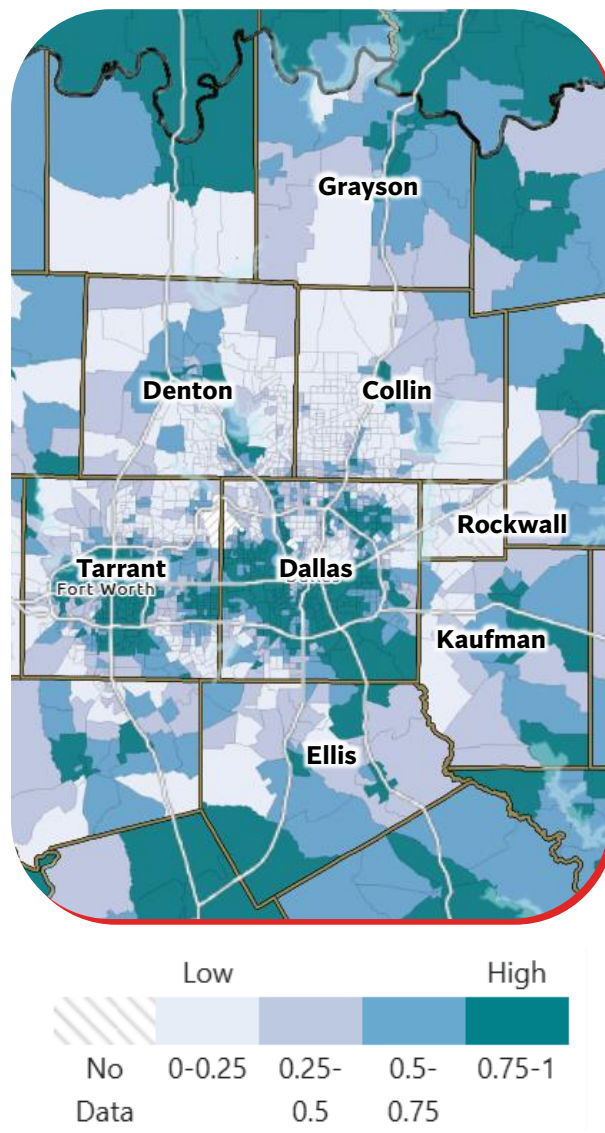 Grayson
Denton
Collin
Rockwall
Tarrant
Dallas
Fort Worth
Kaufman
Ellis
Low High
No 0-0.25 0.25- 0.5- 0.75-1
Data 0.5 0.75